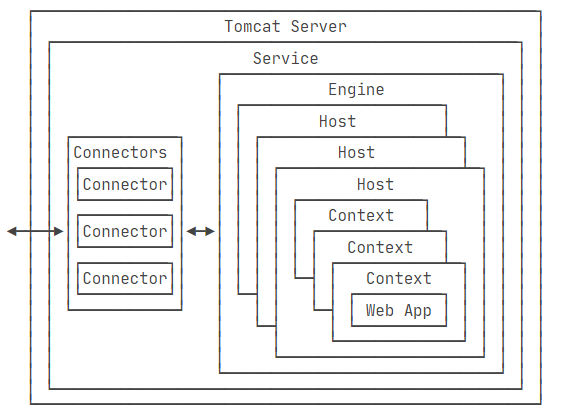 Tomcat Server
Service
Engine
Host
Host
Host
Context
Context
Context
Web App
Connectors
Connector
Connector
Connector